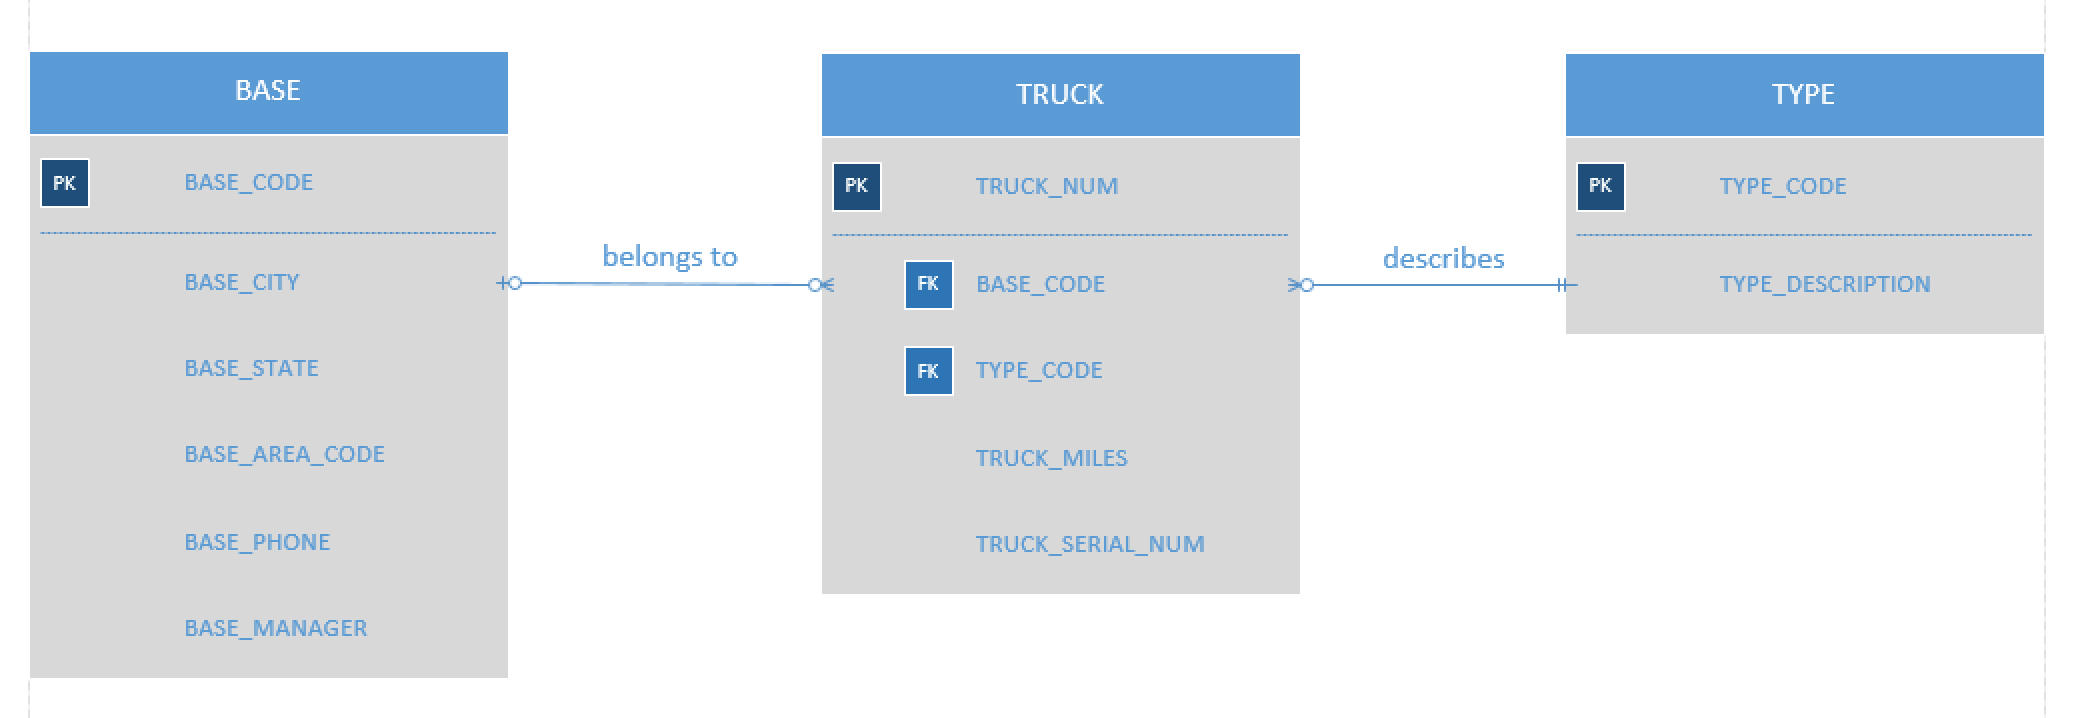 BASE
PK BASE_CODE
BASE_CITY
BASE_STATE
BASE_AREA_CODE
BASE_PHONE
BASE_MANAGER
belongs to
TRUCK
PK TRUCK_NUM
FK BASE_CODE
FK TYPE_CODE
TRUCK_MILES
TRUCK_SERIAL_NUM
describes
TYPE
PK TYPE_CODE
TYPE_DESCRIPTION